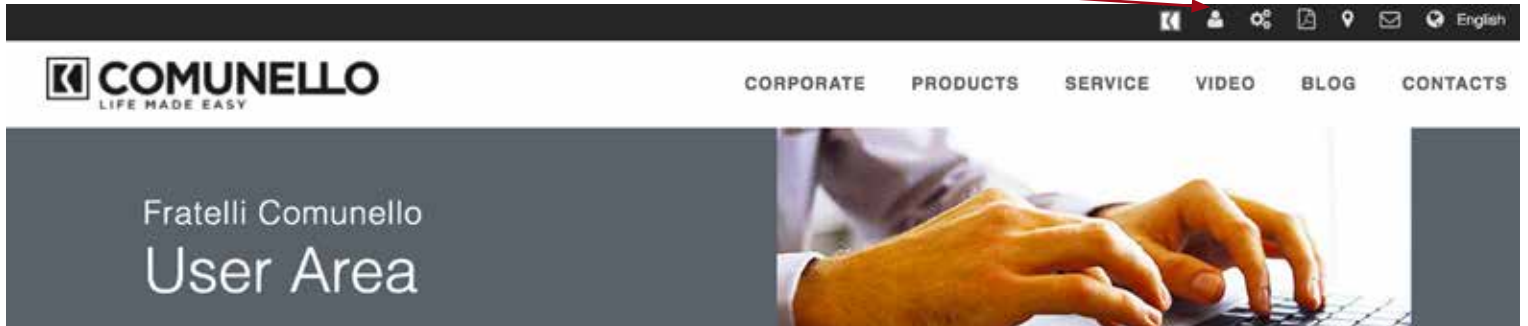 English
COMUNELLO
LIFE MADE EASY
CORPORATE PRODUCTS SERVICE VIDEO BLOG CONTACTS
Fratelli Comunello
User Area